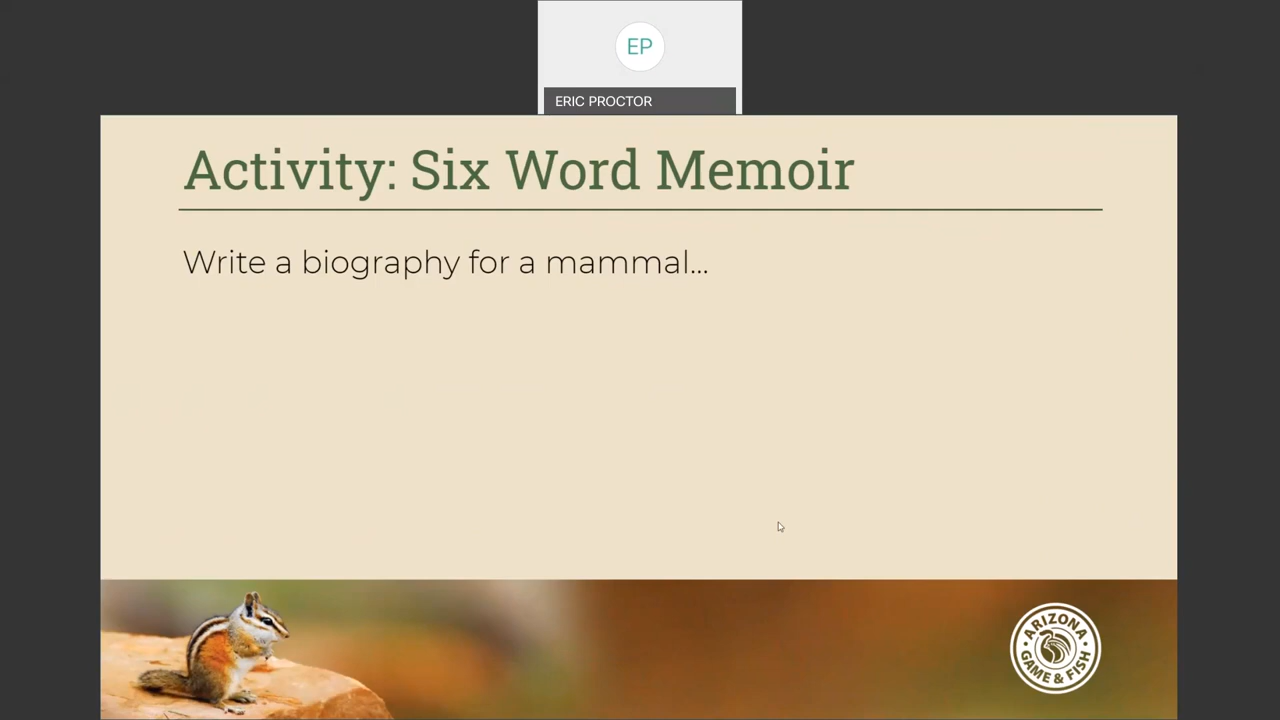 EP
ERIC PROCTOR
Activity: Six Word Memoir
Write a biography for a mammal...
ARIZONA
GAME & FISH